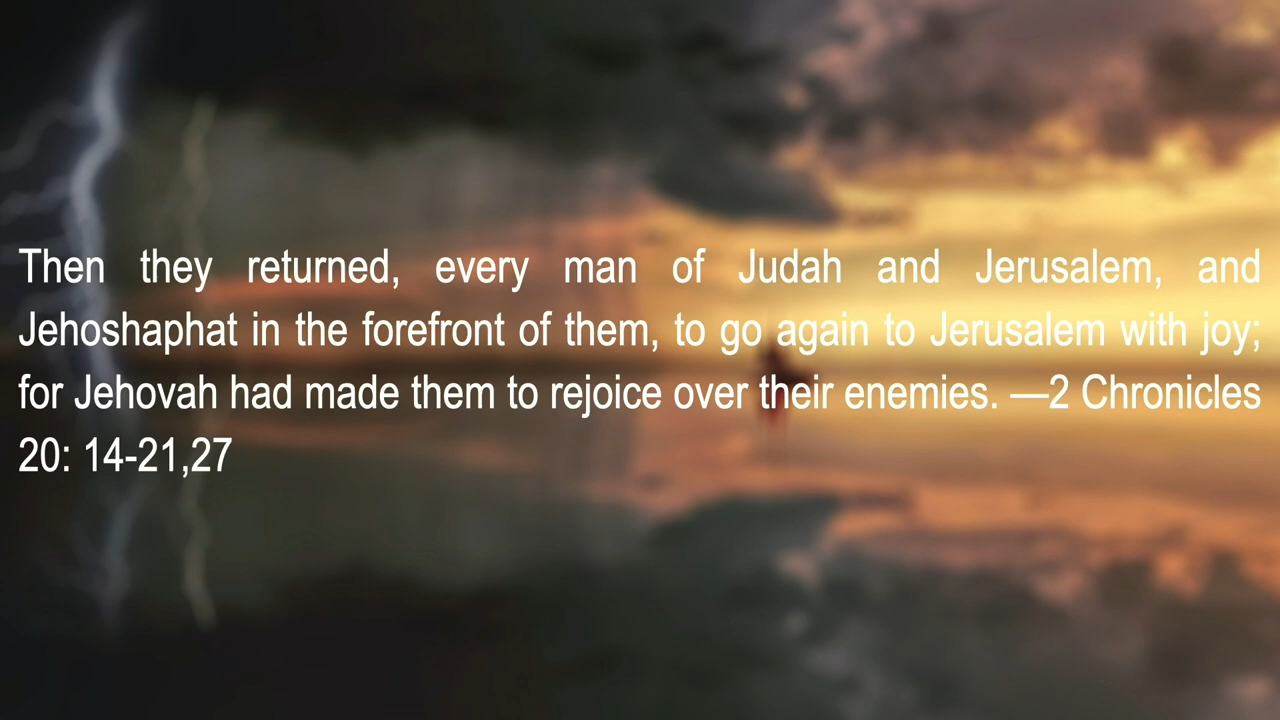 Then they returned, every man of Judah and Jerusalem, and
Jehoshaphat in the forefront of them, to go again to Jerusalem with joy;
for Jehovah had made them to rejoice over their enemies. —2 Chronicles
20: 14-21,27